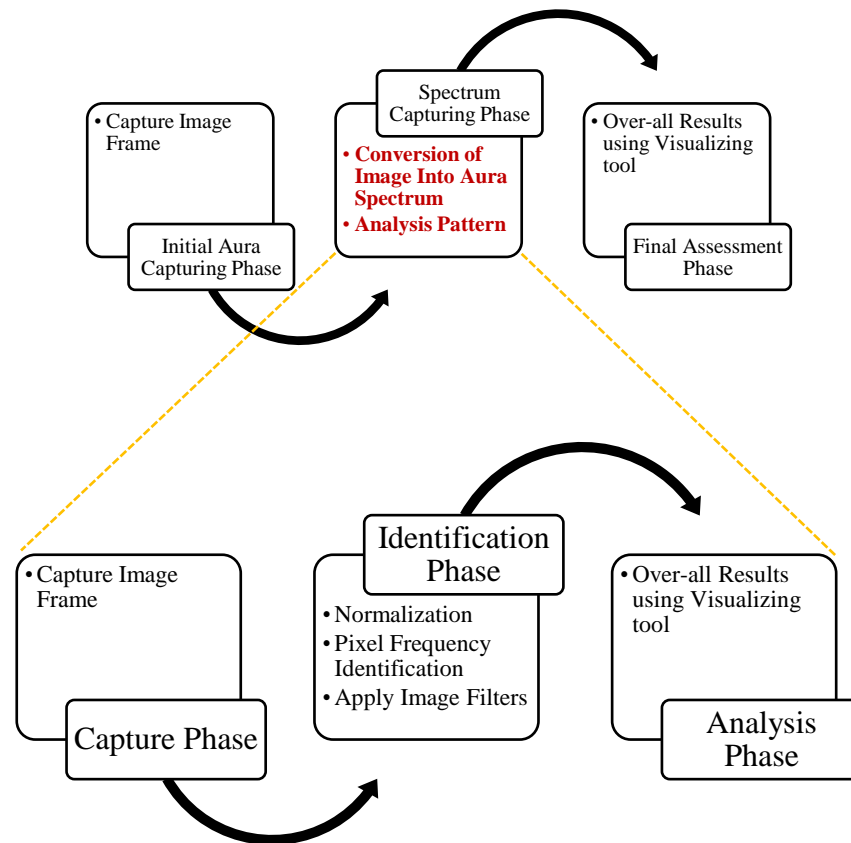 • Capture Image
Frame
Initial Aura
Capturing Phase
Spectrum
Capturing Phase
• Conversion of
Image Into Aura
Spectrum
• Analysis Pattern
• Over-all Results
using Visualizing
tool
Final Assessment
Phase
• Capture Image
Frame
Capture Phase
Identification
Phase
• Normalization
• Pixel Frequency
Identification
• Apply Image Filters
• Over-all Results
using Visualizing
tool
Analysis
Phase